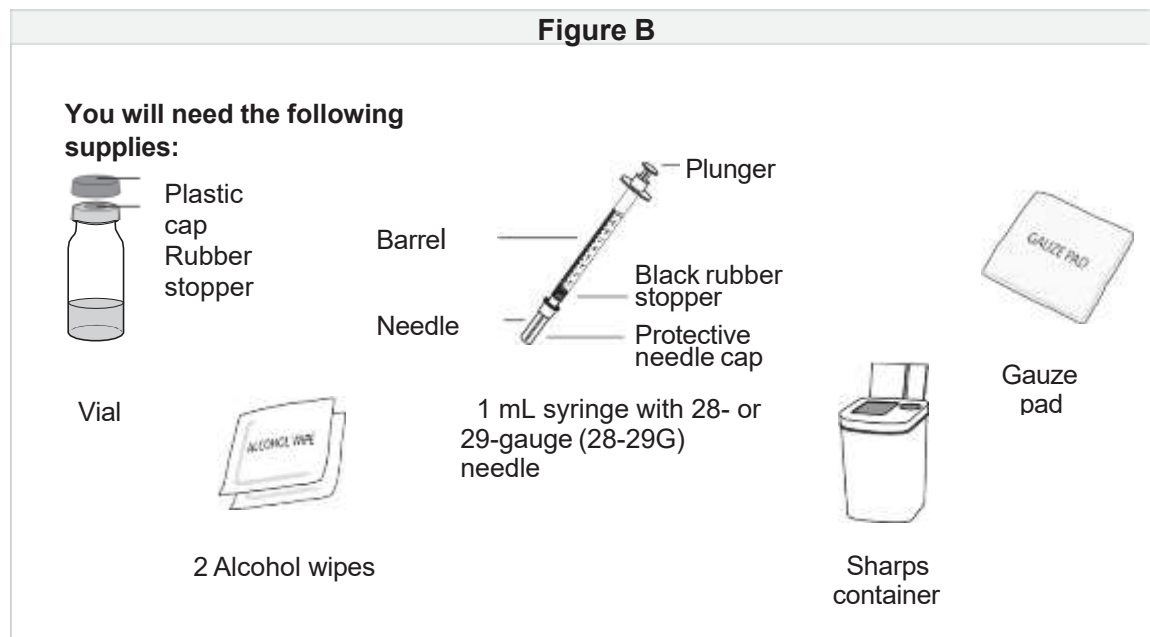 Figure B
You will need the following
supplies:
Plastic
cap
Rubber
stopper
Vial
Barrel
Needle
Plunger
Black rubber
stopper
Protective
needle cap
1 mL syringe with 28- or
29-gauge (28-29G)
needle
GAUZE PAD
Gauze
pad
ALCOHOL WIPE
2 Alcohol wipes
Sharps
container